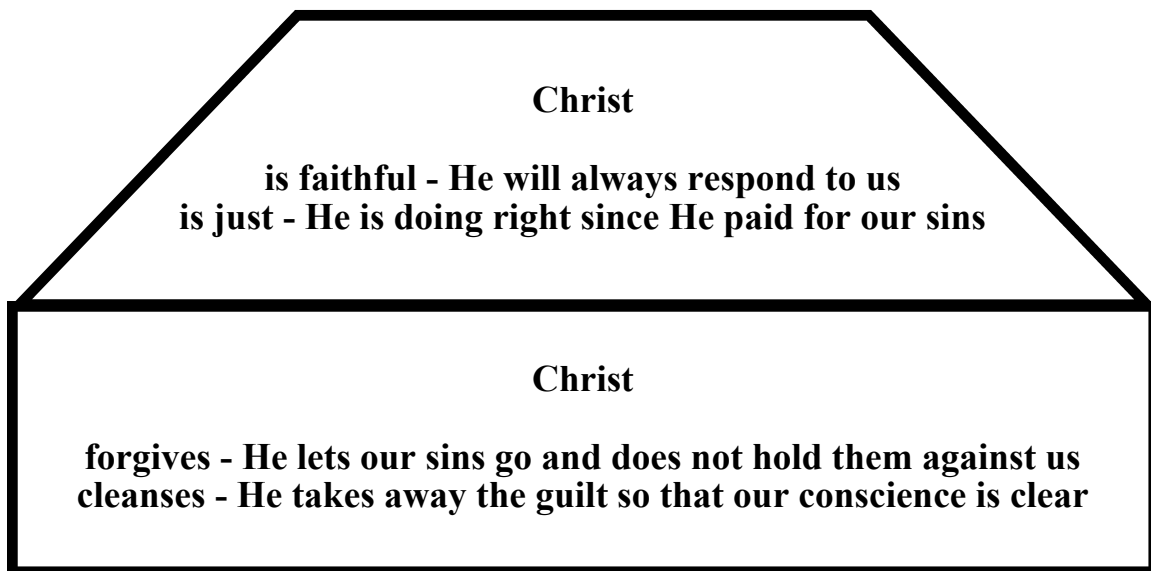 Christ
is faithful - He will always respond to us
is just - He is doing right since He paid for our sins
Christ
forgives - He lets our sins go and does not hold them against us
cleanses - He takes away the guilt so that our conscience is clear